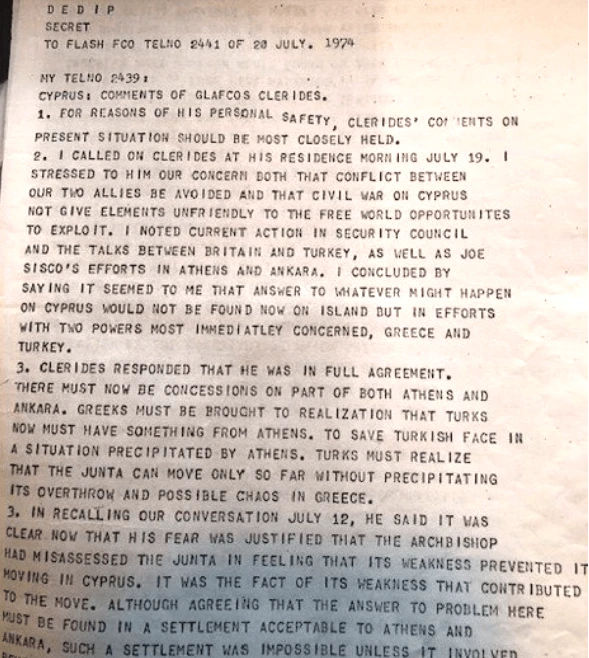 D E D I P
SECRET
TO FLASH FCO TELNO 2441 OF 20 JULY. 1974
MY TELNO 2439:
CYPRUS: COMMENTS OF GLAFCOS CLERIDES.
1. FOR REASONS OF HIS PERSONAL SAFETY, CLERIDES' COMMENTS ON
PRESENT SITUATION SHOULD BE MOST CLOSELY HELD.
2. I CALLED ON CLERIDES AT HIS RESIDENCE MORNING JULY 19. I
STRESSED TO HIM OUR CONCERN BOTH THAT CONFLICT BETWEEN
OUR TWO ALLIES BE AVOIDED AND THAT CIVIL WAR ON CYPRUS
NOT GIVE ELEMENTS UNFRIENDLY TO THE FREE WORLD OPPORTUNITES
TO EXPLOIT. I NOTED CURRENT ACTION IN SECURITY COUNCIL
AND THE TALKS BETWEEN BRITAIN AND TURKEY, AS WELL AS JOE
SISCO'S EFFORTS IN ATHENS AND ANKARA. I CONCLUDED BY
SAYING IT SEEMED TO ME THAT ANSWER TO WHATEVER MIGHT HAPPEN
ON CYPRUS WOULD NOT BE FOUND NOW ON ISLAND BUT IN EFFORTS
WITH TWO POWERS MOST IMMEDIATLEY CONCERNED, GREECE AND
TURKEY.
3. CLERIDES RESPONDED THAT HE WAS IN FULL AGREEMENT.
THERE MUST NOW BE CONCESSIONS ON PART OF BOTH ATHENS AND
ANKARA. GREEKS MUST BE BROUGHT TO REALIZATION THAT TURKS
NOW MUST HAVE SOMETHING FROM ATHENS. TO SAVE TURKISH FACE IN
A SITUATION PRECIPITATED BY ATHENS. TURKS MUST REALIZE
THAT THE JUNTA CAN MOVE ONLY SO FAR WITHOUT PRECIPITATING
ITS OVERTHROW AND POSSIBLE CHAOS IN GREECE.
3. IN RECALLING OUR CONVERSATION JULY 12, HE SAID IT WAS
CLEAR NOW THAT HIS FEAR WAS JUSTIFIED THAT THE ARCHBISHOP
HAD MISASSESSED THE JUNTA IN FEELING THAT ITS WEAKNESS PREVENTED IT
MOVING IN CYPRUS. IT WAS THE FACT OF ITS WEAKNESS THAT CONTRIBUTED
TO THE MOVE. ALTHOUGH AGREEING THAT THE ANSWER TO PROBLEM HERE
MUST BE FOUND IN A SETTLEMENT ACCEPTABLE TO ATHENS AND
ANKARA, SUCH A SETTLEMENT WAS IMPOSSIBLE UNLESS IT INVOLVED